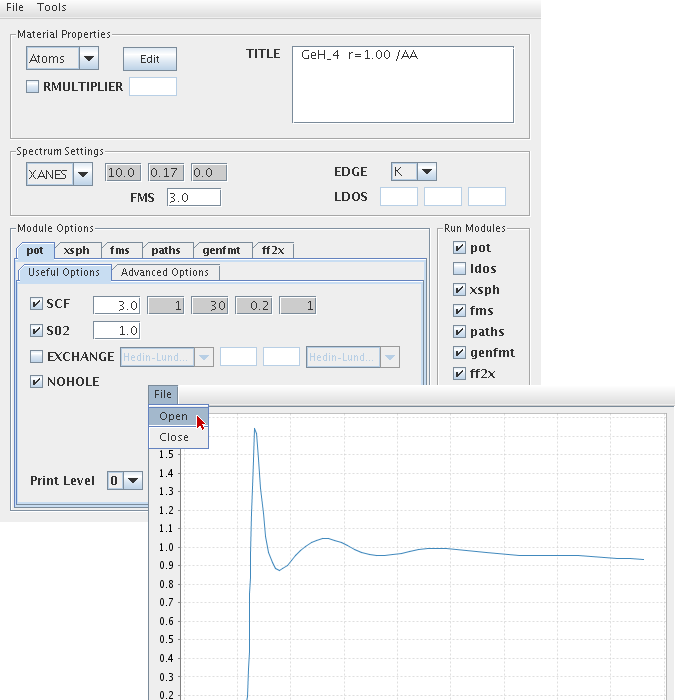 File Tools
Material Properties
Atoms Edit TITLE GeH_4 r=1.00 /AA
RMULTIPLIER
Spectrum Settings
XANES 10.0 0.17 0.0 EDGE K
FMS 3.0 LDOS
Module Options
pot xsph fms paths genfmt ff2x
Useful Options Advanced Options
SCF 3.0 1 30 0.2 1
S02 1.0
EXCHANGE Hedin-Lund... Hedin-Lund...
NOHOLE
Print Level 0
Run Modules
pot
ldos
xsph
fms
paths
genfmt
ff2x
File
Open
Close
1.5
1.4
1.3
1.2
1.1
1.0
0.9
0.8
0.7
0.6
0.5
0.4
0.3
0.2